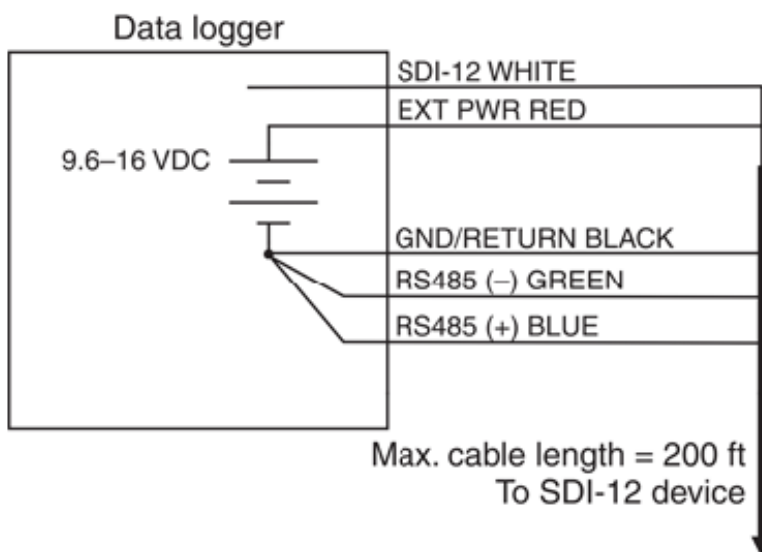 Data logger
SDI-12 WHITE
EXT PWR RED
9.6–16 VDC
GND/RETURN BLACK
RS485 (–) GREEN
RS485 (+) BLUE
Max. cable length = 200 ft
To SDI-12 device